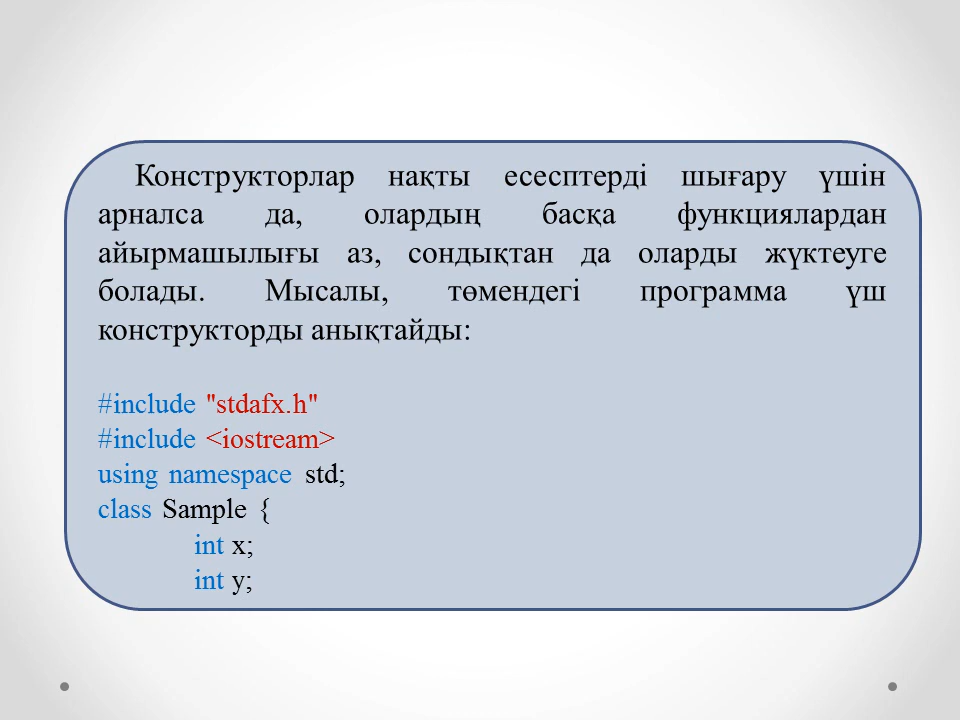 Конструкторлар нақты есесптерді шығару үшін
арналса да, олардың басқа функциялардан
айырмашылығы аз, сондықтан да оларды жүктеуге
болады. Мысалы, төмендегі программа үш
конструкторды анықтайды:
#include "stdafx.h"
#include <iostream>
using namespace std;
class Sample {
int x;
int y;